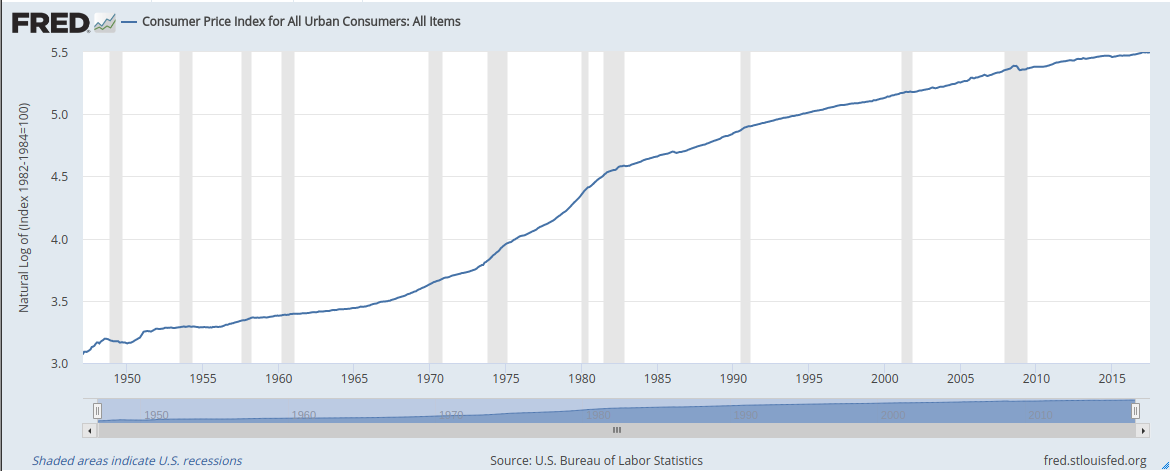 FRED Consumer Price Index for All Urban Consumers: All Items
Natural Log of (Index 1982-1984=100)
5.5
5.0
4.5
4.0
3.5
3.0
1950 1955 1960 1965 1970 1975 1980 1985 1990 1995 2000 2005 2010 2015
1950 1960 1970 1980 1990 2000 2010
Shaded areas indicate U.S. recessions Source: U.S. Bureau of Labor Statistics fred.stlouisfed.org